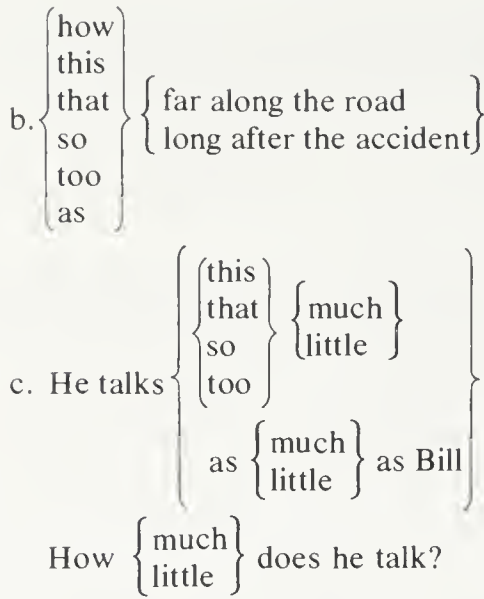 how
this
that
b. so
too
as
far along the road
long after the accident
c. He talks
this
that
so
too
much
little
as much as Bill
little
How much does he talk?
little